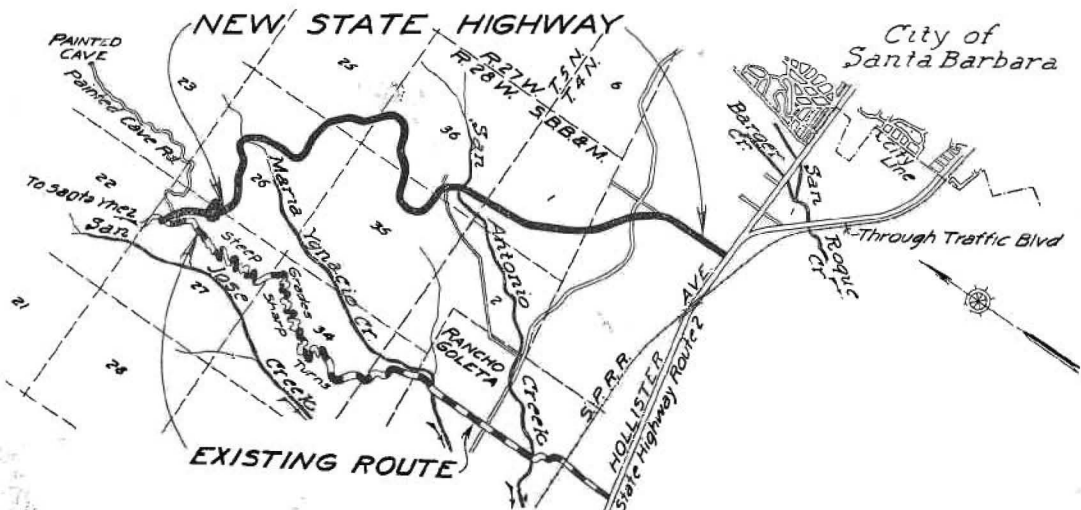 NEW STATE HIGHWAY
City of
Santa Barbara
PAINTED
CAVE
Painted Cave Rd.
23
25
R.27W.
R.28W.
T.5N.
T.4N.
S.B.B.&M.
6
36
San
Antonio
Creek
Barger
Cr.
San
Roque
Cr.
City
Line
22
To Santa Ynez
26
Maria Ygnacio Cr.
35
San
Jose
Creek
Steep
Grades
Sharp
Turns
27
34
2
21
28
RANCHO
GOLETA
S.P.R.R.
HOLLISTER AVE.
State Highway Route 2
Through Traffic Blvd
EXISTING ROUTE